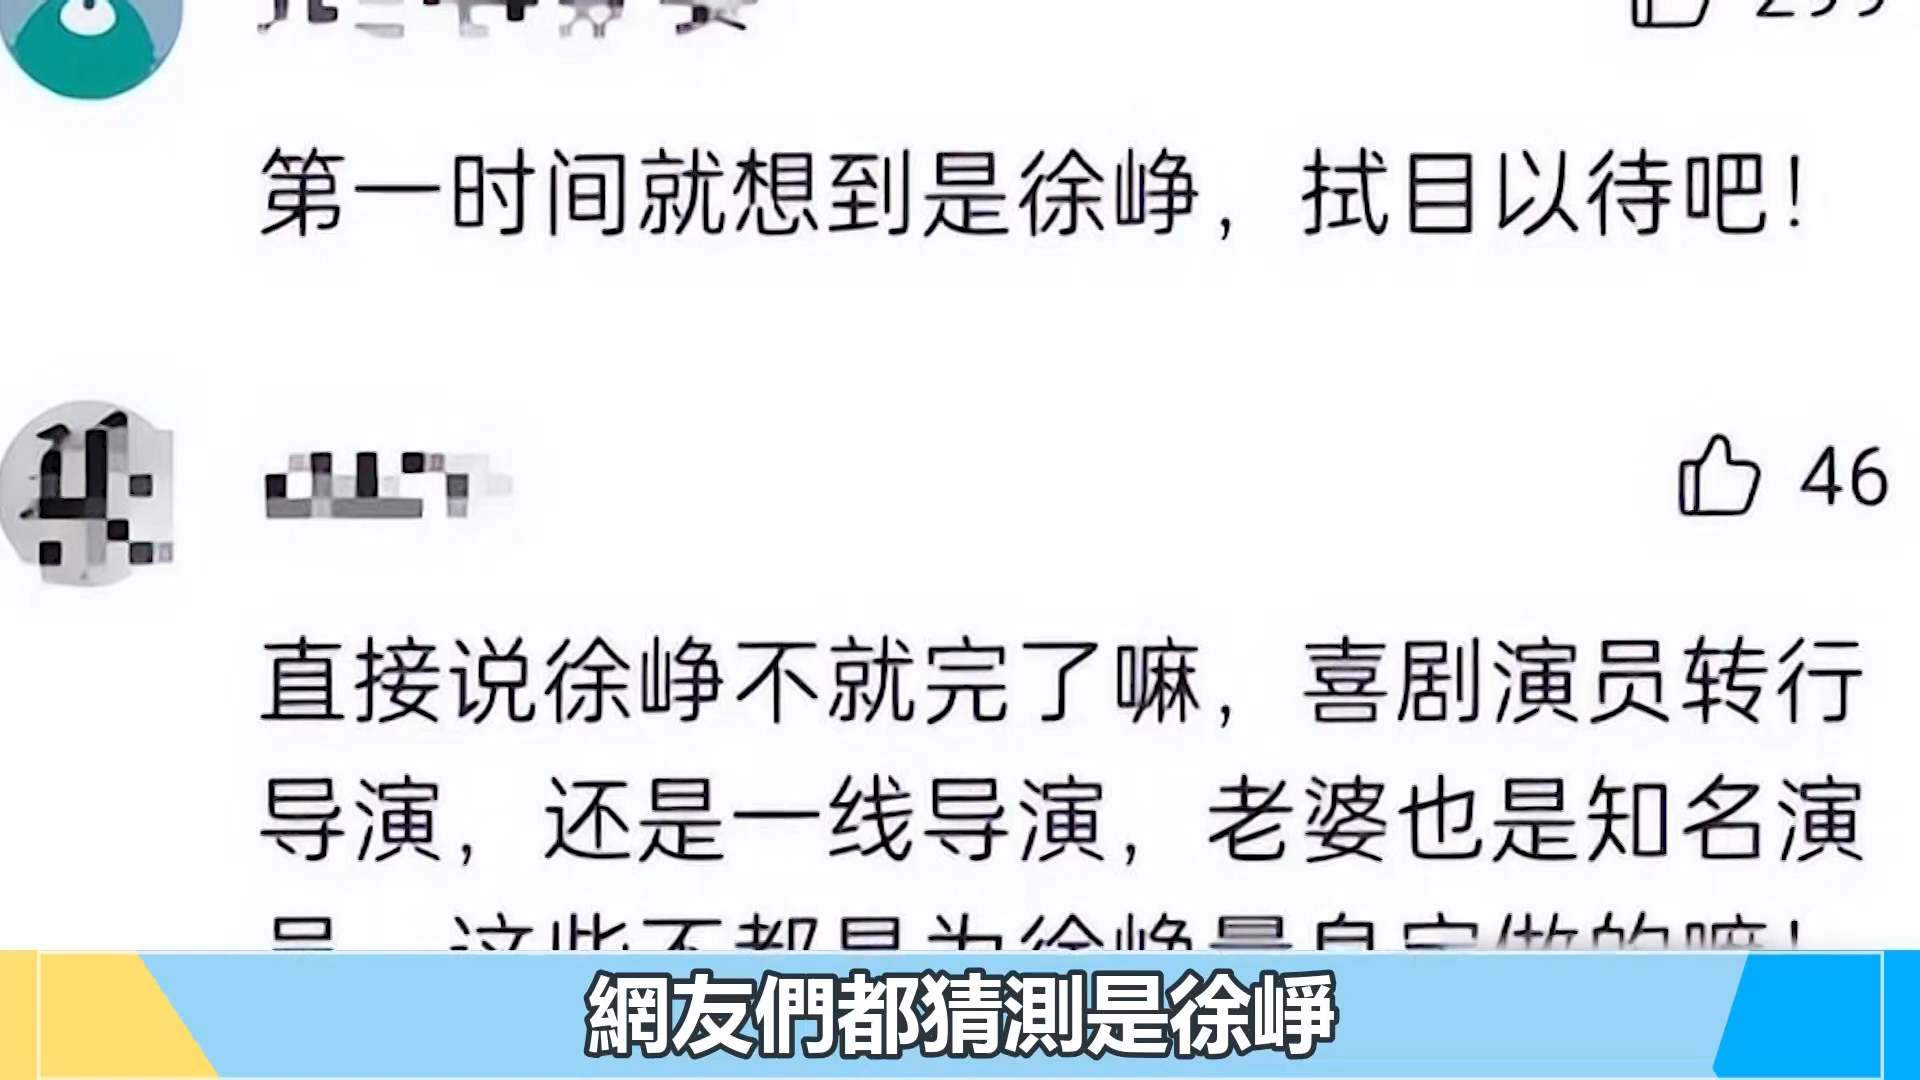 第一时间就想到是徐峥，拭目以待吧！
46
直接说徐峥不就完了嘛，喜剧演员转行
导演，还是一线导演，老婆也是知名演
網友們都猜測是徐崢